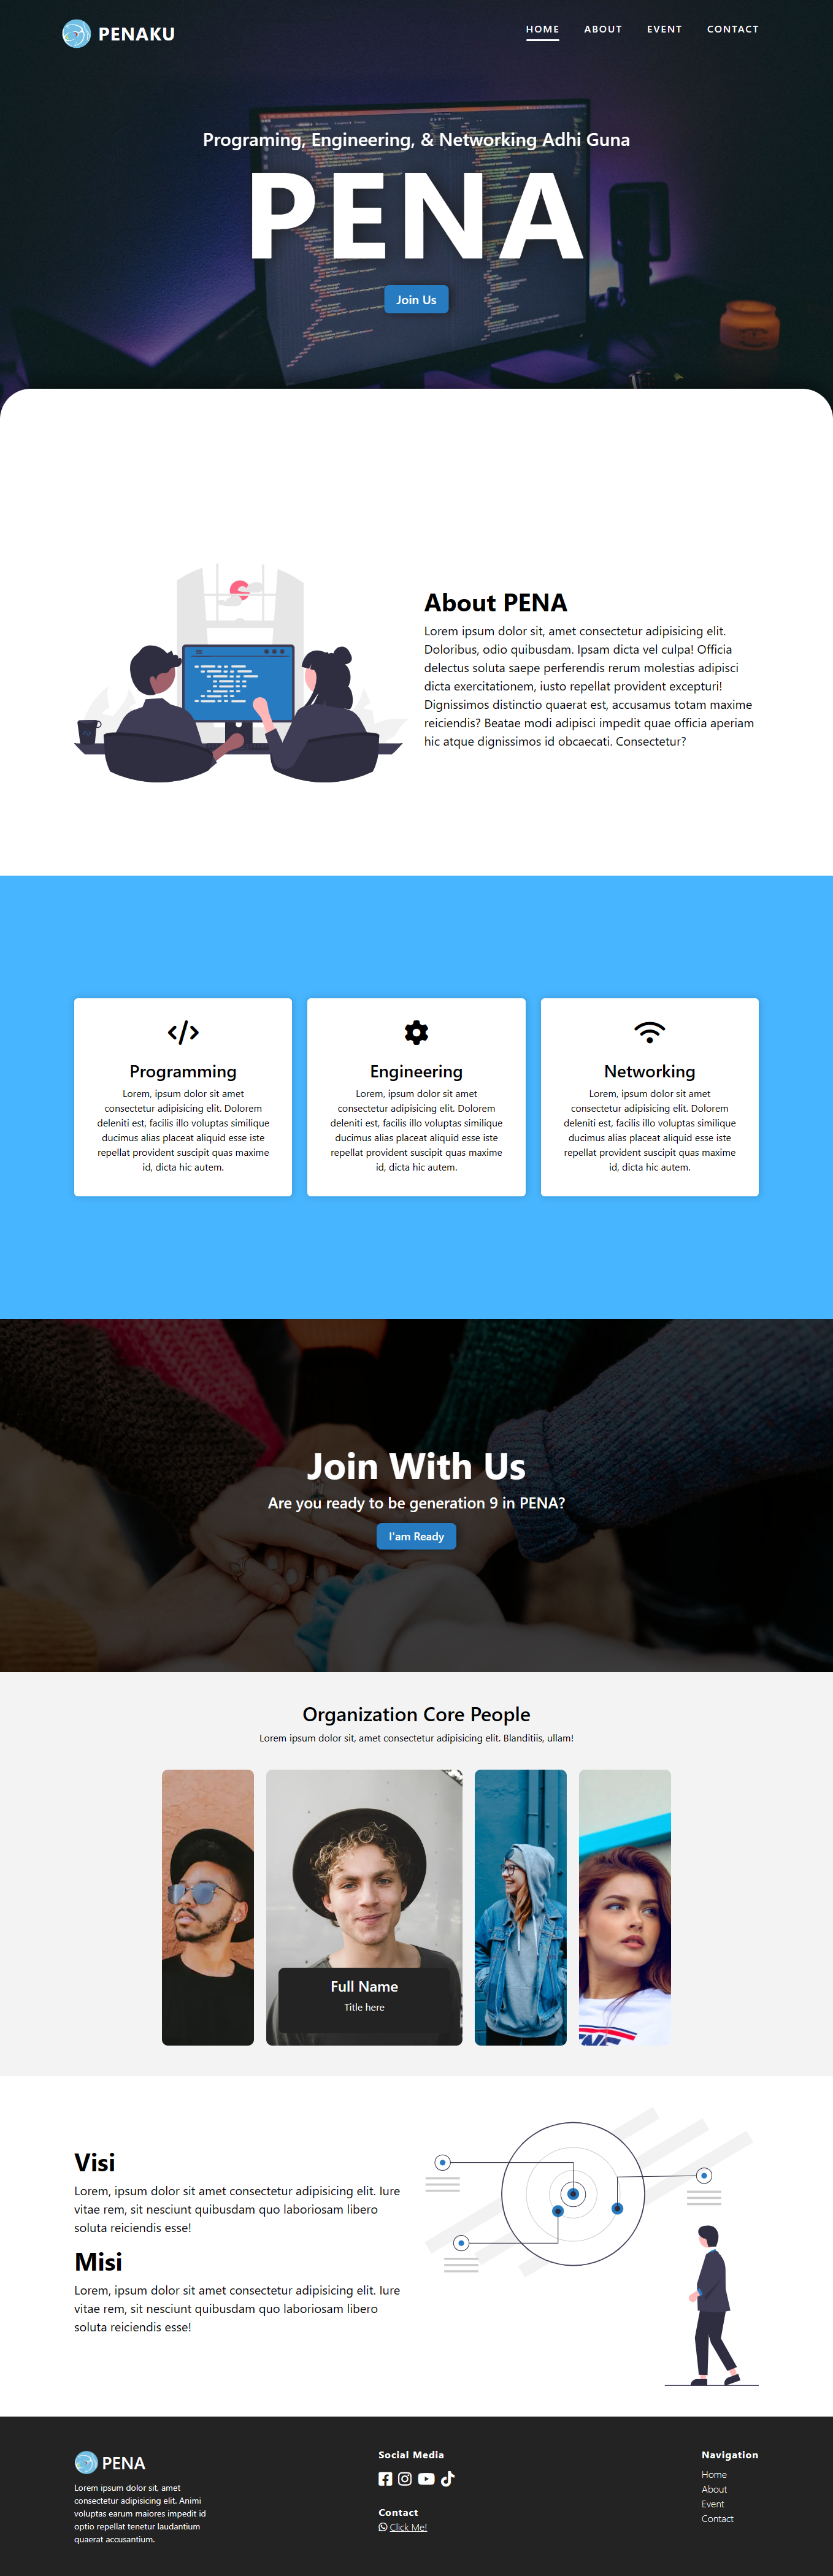 PENAKU
HOME
ABOUT
EVENT
CONTACT
Programing, Engineering, & Networking Adhi Guna
PENA
Join Us
About PENA
Lorem ipsum dolor sit, amet consectetur adipisicing elit.
Doloribus, odio quibusdam. Ipsam dicta vel culpa! Officia
delectus soluta saepe perferendis rerum molestias adipisci
dicta exercitationem, iusto repellat provident excepturi!
Dignissimos distinctio quaerat est, accusamus totam maxime
reiciendis? Beatae modi adipisci impedit quae officia aperiam
hic atque dignissimos id obcaecati. Consectetur?
Programming
Lorem, ipsum dolor sit amet
consectetur adipisicing elit. Dolorem
deleniti est, facilis illo voluptas similique
ducimus alias placeat aliquid esse iste
repellat provident suscipit quas maxime
id, dicta hic autem.
Engineering
Lorem, ipsum dolor sit amet
consectetur adipisicing elit. Dolorem
deleniti est, facilis illo voluptas similique
ducimus alias placeat aliquid esse iste
repellat provident suscipit quas maxime
id, dicta hic autem.
Networking
Lorem, ipsum dolor sit amet
consectetur adipisicing elit. Dolorem
deleniti est, facilis illo voluptas similique
ducimus alias placeat aliquid esse iste
repellat provident suscipit quas maxime
id, dicta hic autem.
Join With Us
Are you ready to be generation 9 in PENA?
I'am Ready
Organization Core People
Lorem ipsum dolor sit, amet consectetur adipisicing elit. Blanditiis, ullam!
Full Name
Title here
Visi
Lorem, ipsum dolor sit amet consectetur adipisicing elit. Iure
vitae rem, sit nesciunt quibusdam quo laboriosam libero
soluta reiciendis esse!
Misi
Lorem, ipsum dolor sit amet consectetur adipisicing elit. Iure
vitae rem, sit nesciunt quibusdam quo laboriosam libero
soluta reiciendis esse!
PENA
Lorem ipsum dolor sit, amet
consectetur adipisicing elit. Animi
voluptas earum maiores impedit id
optio repellat tenetur laudantium
quaerat accusantium.
Social Media
Contact
Click Me!
Navigation
Home
About
Event
Contact